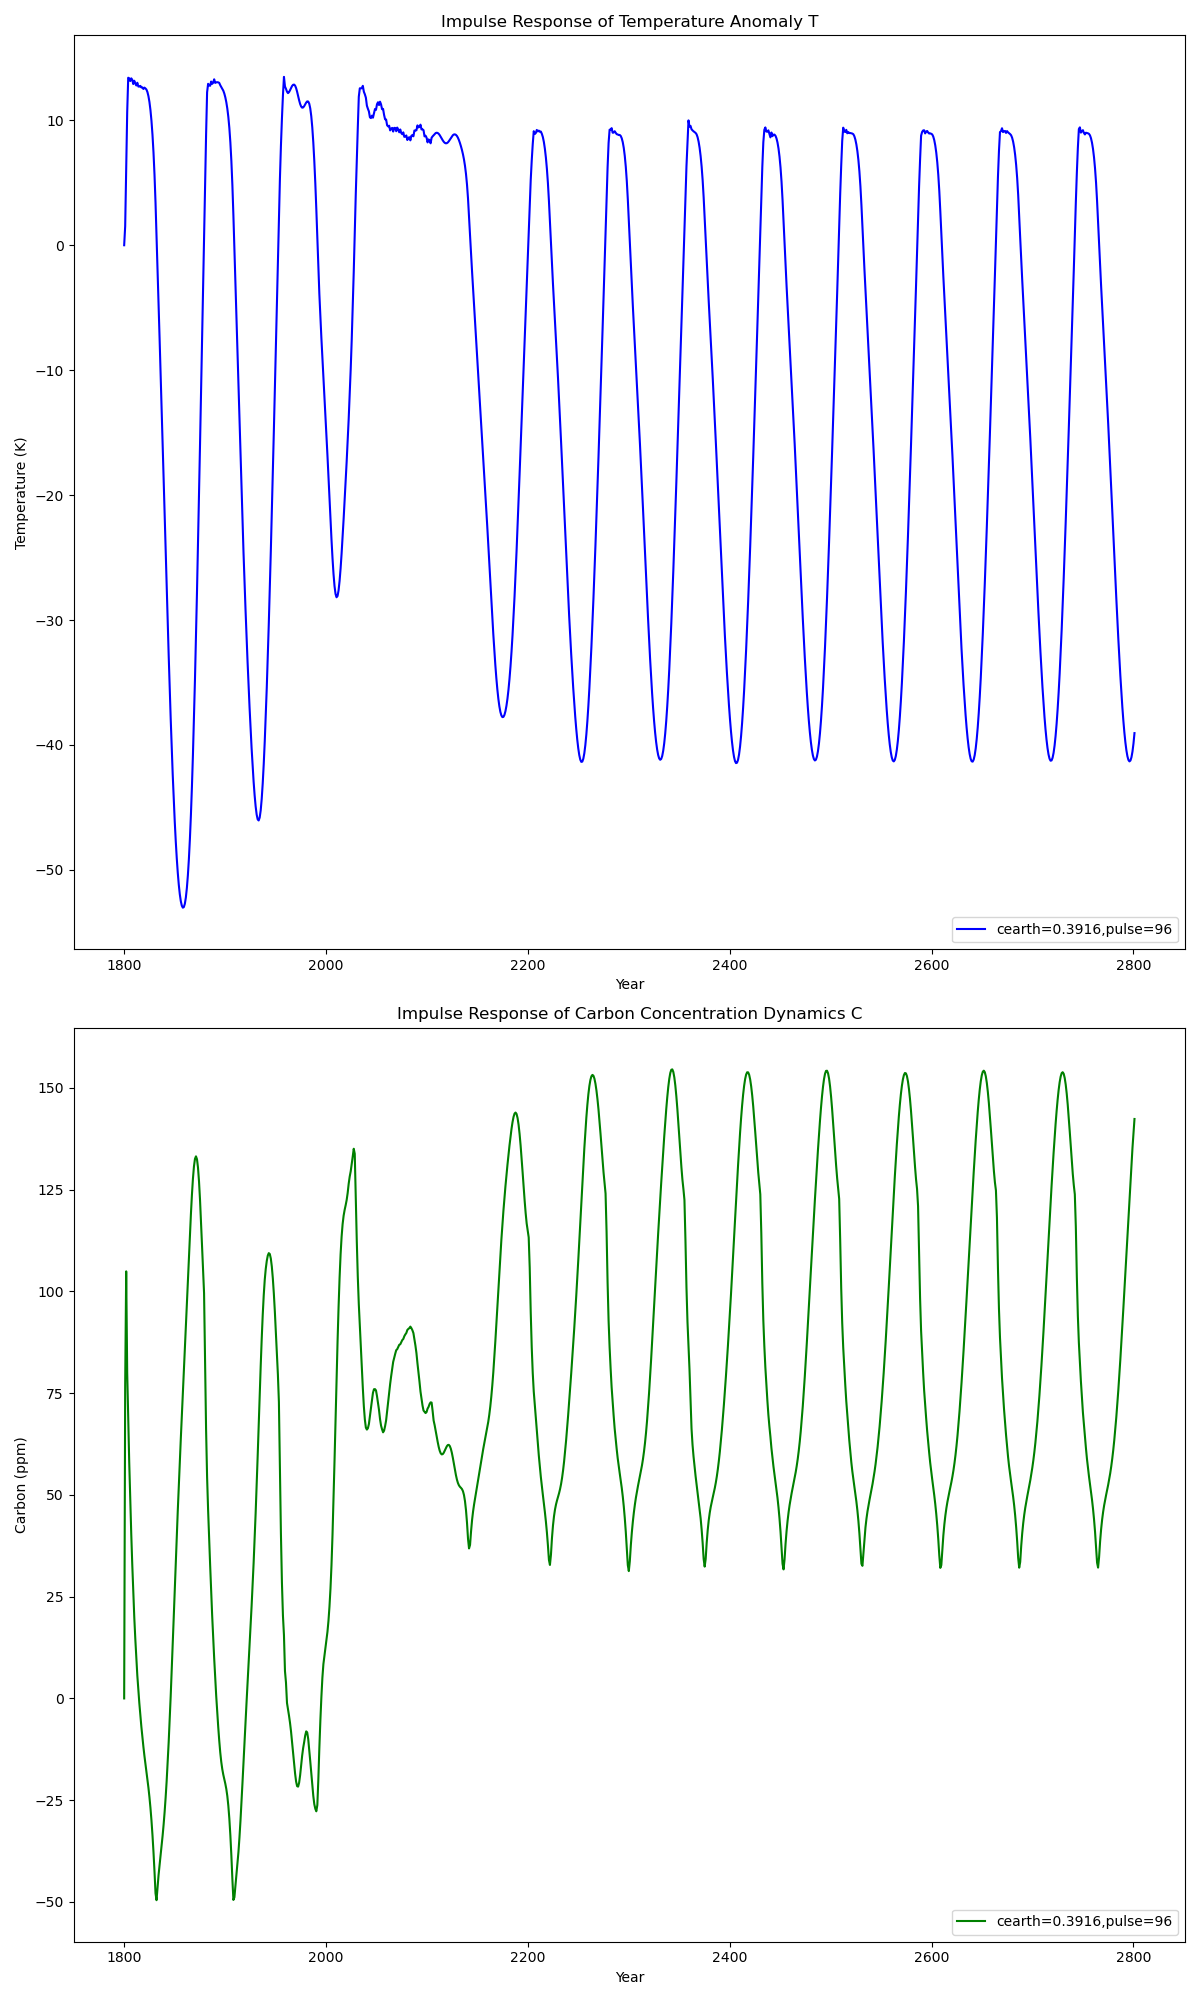 Impulse Response of Temperature Anomaly T
10
0
−10
−20
−30
−40
−50
Temperature (K)
cearth=0.3916,pulse=96
1800 2000 2200 2400 2600 2800
Year
Impulse Response of Carbon Concentration Dynamics C
150
125
100
75
50
25
0
−25
−50
Carbon (ppm)
cearth=0.3916,pulse=96
1800 2000 2200 2400 2600 2800
Year